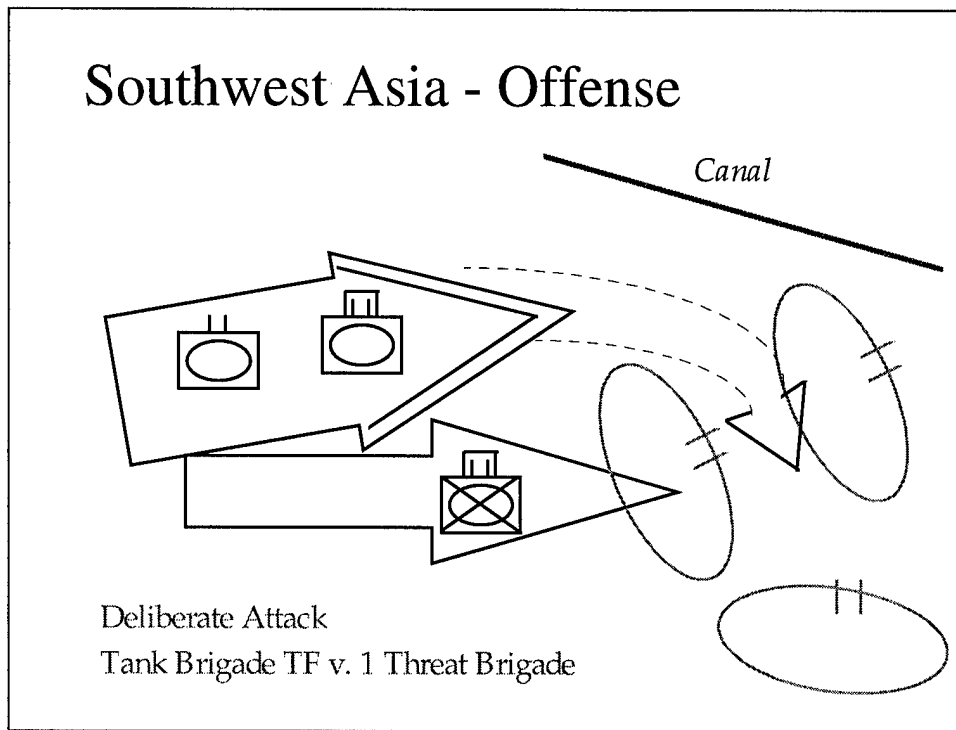 Southwest Asia - Offense
Canal
Deliberate Attack
Tank Brigade TF v. 1 Threat Brigade